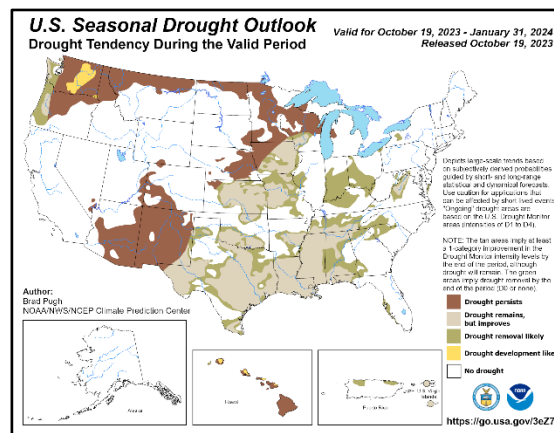 U.S. Seasonal Drought Outlook
Drought Tendency During the Valid Period
Valid for October 19, 2023 - January 31, 2024
Released October 19, 2023
Depicts large-scale trends based
on subjectively derived probabilities
guided by short- and long-range
statistical and dynamical forecasts.
Use caution for applications that
can be affected by short lived events.
"Ongoing" drought areas are
based on the U.S. Drought Monitor
areas (intensities of D1 to D4).
NOTE: The tan areas imply at least
a 1-category improvement in the
Drought Monitor intensity levels by
the end of the period, although
drought will remain. The green
areas imply drought removal by the
end of the period (D0 or none).
Author:
Brad Pugh
NOAA/NWS/NCEP Climate Prediction Center
Drought persists
Drought remains,
but improves
Drought removal likely
Drought development like
No drought
Alaska
Hawaii
Puerto Rico
U.S. Virgin
Islands
noaa
https://go.usa.gov/3eZ7